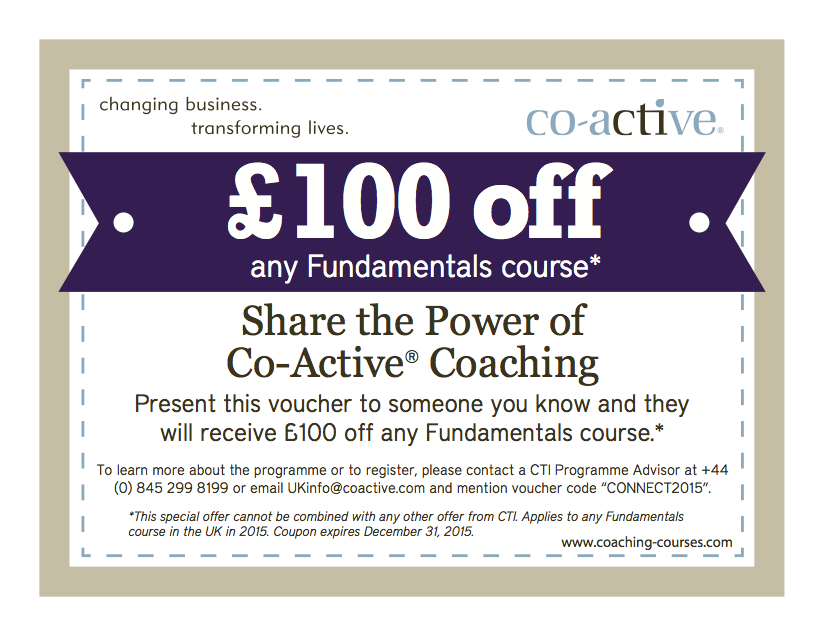 changing business.
transforming lives.
co-active®
£100 off
any Fundamentals course*
Share the Power of
Co-Active® Coaching
Present this voucher to someone you know and they
will receive £100 off any Fundamentals course.*
To learn more about the programme or to register, please contact a CTI Programme Advisor at +44
(0) 845 299 8199 or email UKinfo@coactive.com and mention voucher code “CONNECT2015”.
*This special offer cannot be combined with any other offer from CTI. Applies to any Fundamentals
course in the UK in 2015. Coupon expires December 31, 2015.
www.coaching-courses.com